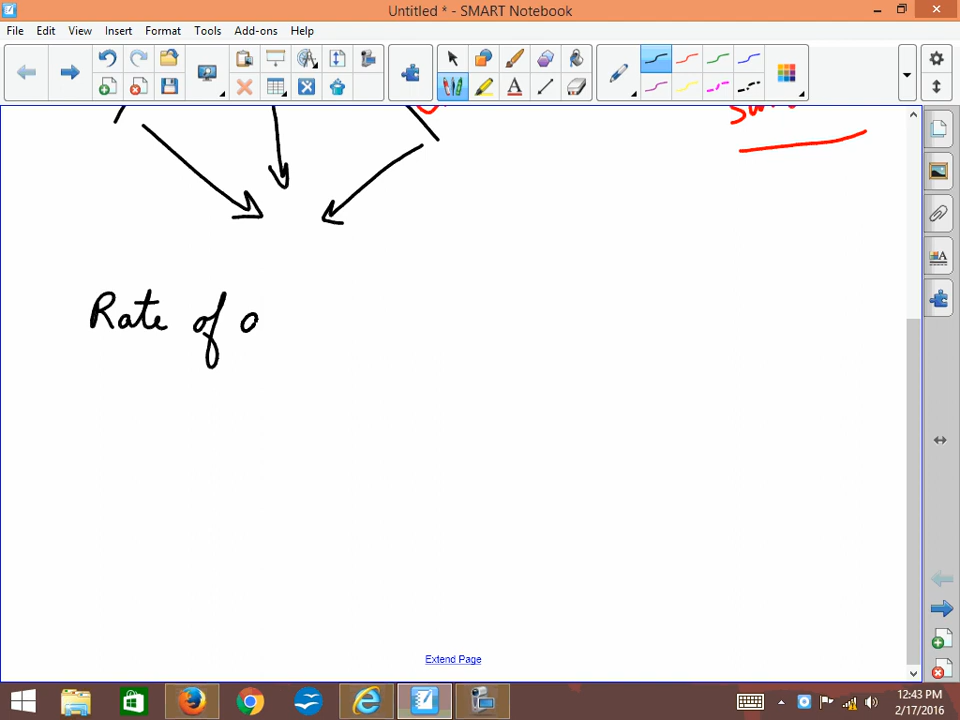 Untitled * - SMART Notebook
File Edit View Insert Format Tools Add-ons Help
Rate of o
Extend Page
12:43 PM
2/17/2016